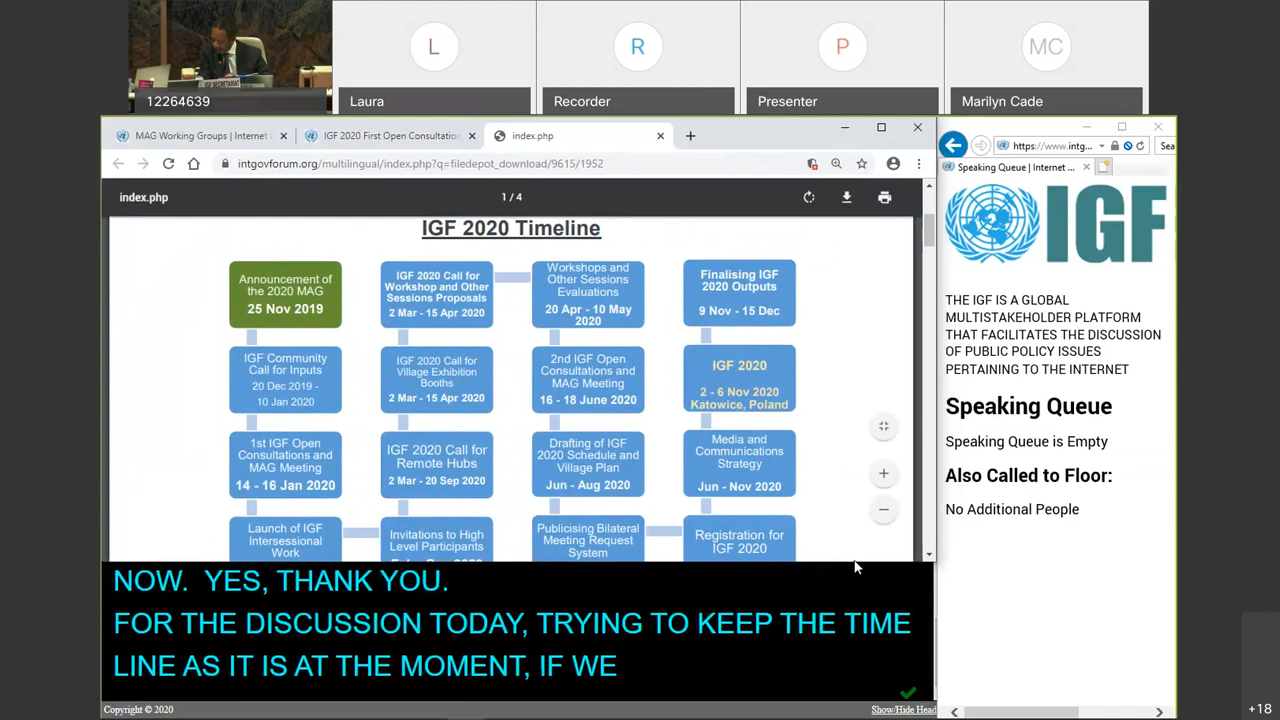 L
R
P
MC
IGF SECRETARIAT
12264639
Laura
Recorder
Presenter
Marilyn Cade
MAG Working Groups | Internet
IGF 2020 First Open Consultation
index.php
intgovforum.org/multilingual/index.php?q=filedepot_download/9615/1952
index.php
1 / 4
IGF 2020 Timeline
Announcement of
the 2020 MAG
25 Nov 2019
IGF Community
Call for Inputs
20 Dec 2019 -
10 Jan 2020
1st IGF Open
Consultations and
MAG Meeting
14 - 16 Jan 2020
Launch of IGF
Intersessional
Work
IGF 2020 Call for
Workshop and Other
Sessions Proposals
2 Mar - 15 Apr 2020
IGF 2020 Call for
Village Exhibition
Booths
2 Mar - 15 Apr 2020
IGF 2020 Call for
Remote Hubs
2 Mar - 20 Sep 2020
Invitations to High
Level Participants
Workshops and
Other Sessions
Evaluations
20 Apr - 10 May
2020
2nd IGF Open
Consultations and
MAG Meeting
16 - 18 June 2020
Drafting of IGF
2020 Schedule and
Village Plan
Jun - Aug 2020
Publicising Bilateral
Meeting Request
System
Finalising IGF
2020 Outputs
9 Nov - 15 Dec
IGF 2020
2 - 6 Nov 2020
Katowice, Poland
Media and
Communications
Strategy
Jun - Nov 2020
Registration for
IGF 2020
https://www.intg...
Sea
Speaking Queue | Internet ...
IGF
THE IGF IS A GLOBAL
MULTISTAKEHOLDER PLATFORM
THAT FACILITATES THE DISCUSSION
OF PUBLIC POLICY ISSUES
PERTAINING TO THE INTERNET
Speaking Queue
Speaking Queue is Empty
Also Called to Floor:
No Additional People
NOW. YES, THANK YOU.
FOR THE DISCUSSION TODAY, TRYING TO KEEP THE TIME
LINE AS IT IS AT THE MOMENT, IF WE
Copyright © 2020
Show/Hide Head
+18